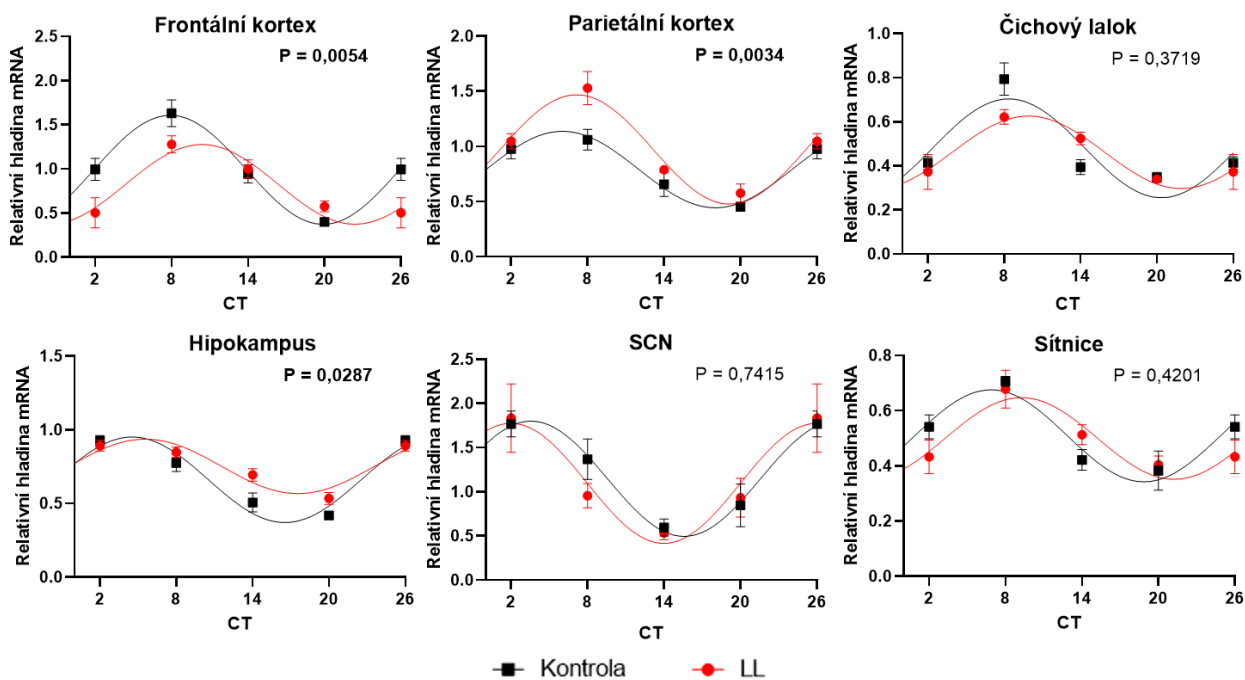 Frontální kortex
P = 0,0054
Relativní hladina mRNA
2.5
2.0
1.5
1.0
0.5
0.0
2 8 14 20 26
CT
Parietální kortex
P = 0,0034
Relativní hladina mRNA
2.0
1.5
1.0
0.5
0.0
2 8 14 20 26
CT
Čichový lalok
P = 0,3719
Relativní hladina mRNA
1.0
0.8
0.6
0.4
0.2
0.0
2 8 14 20 26
CT
Hipokampus
P = 0,0287
Relativní hladina mRNA
1.5
1.0
0.5
0.0
2 8 14 20 26
CT
SCN
P = 0,7415
Relativní hladina mRNA
2.5
2.0
1.5
1.0
0.5
0.0
2 8 14 20 26
CT
Sítnice
P = 0,4201
Relativní hladina mRNA
0.8
0.6
0.4
0.2
0.0
2 8 14 20 26
CT
Kontrola LL